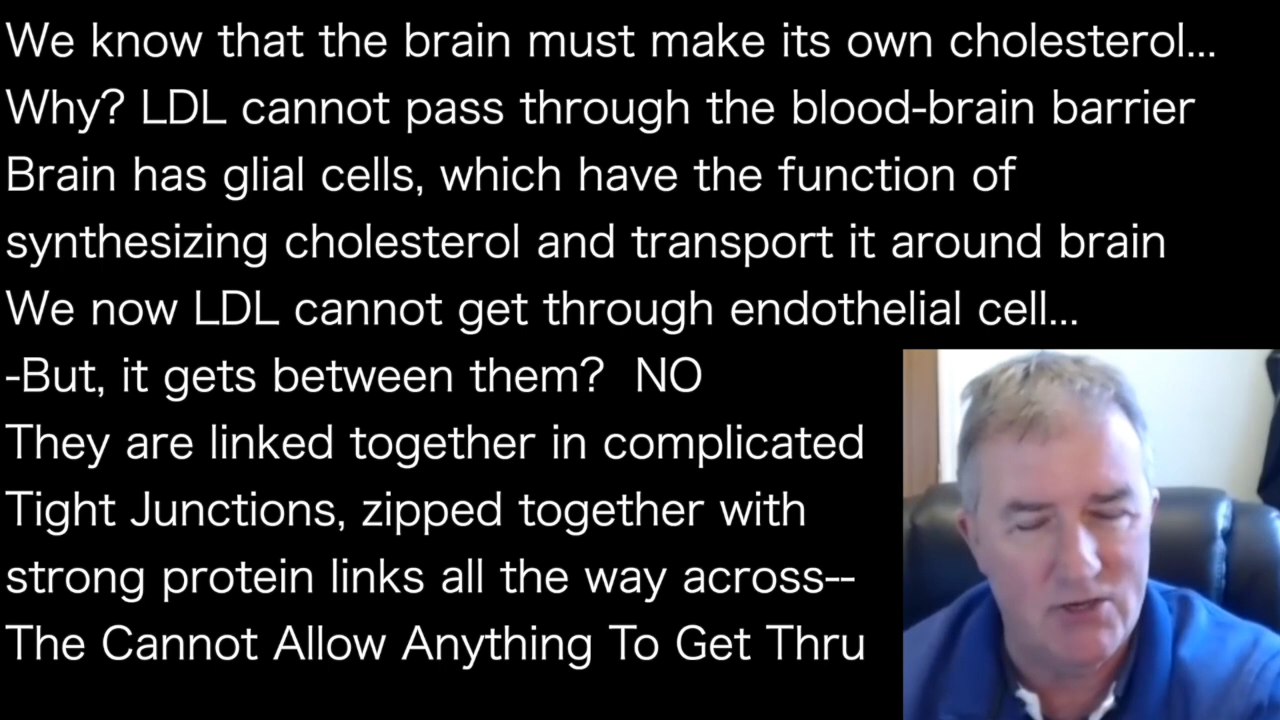 We know that the brain must make its own cholesterol...
Why? LDL cannot pass through the blood-brain barrier
Brain has glial cells, which have the function of
synthesizing cholesterol and transport it around brain
We now LDL cannot get through endothelial cell...
-But, it gets between them?  NO
They are linked together in complicated
Tight Junctions, zipped together with
strong protein links all the way across--
The Cannot Allow Anything To Get Thru